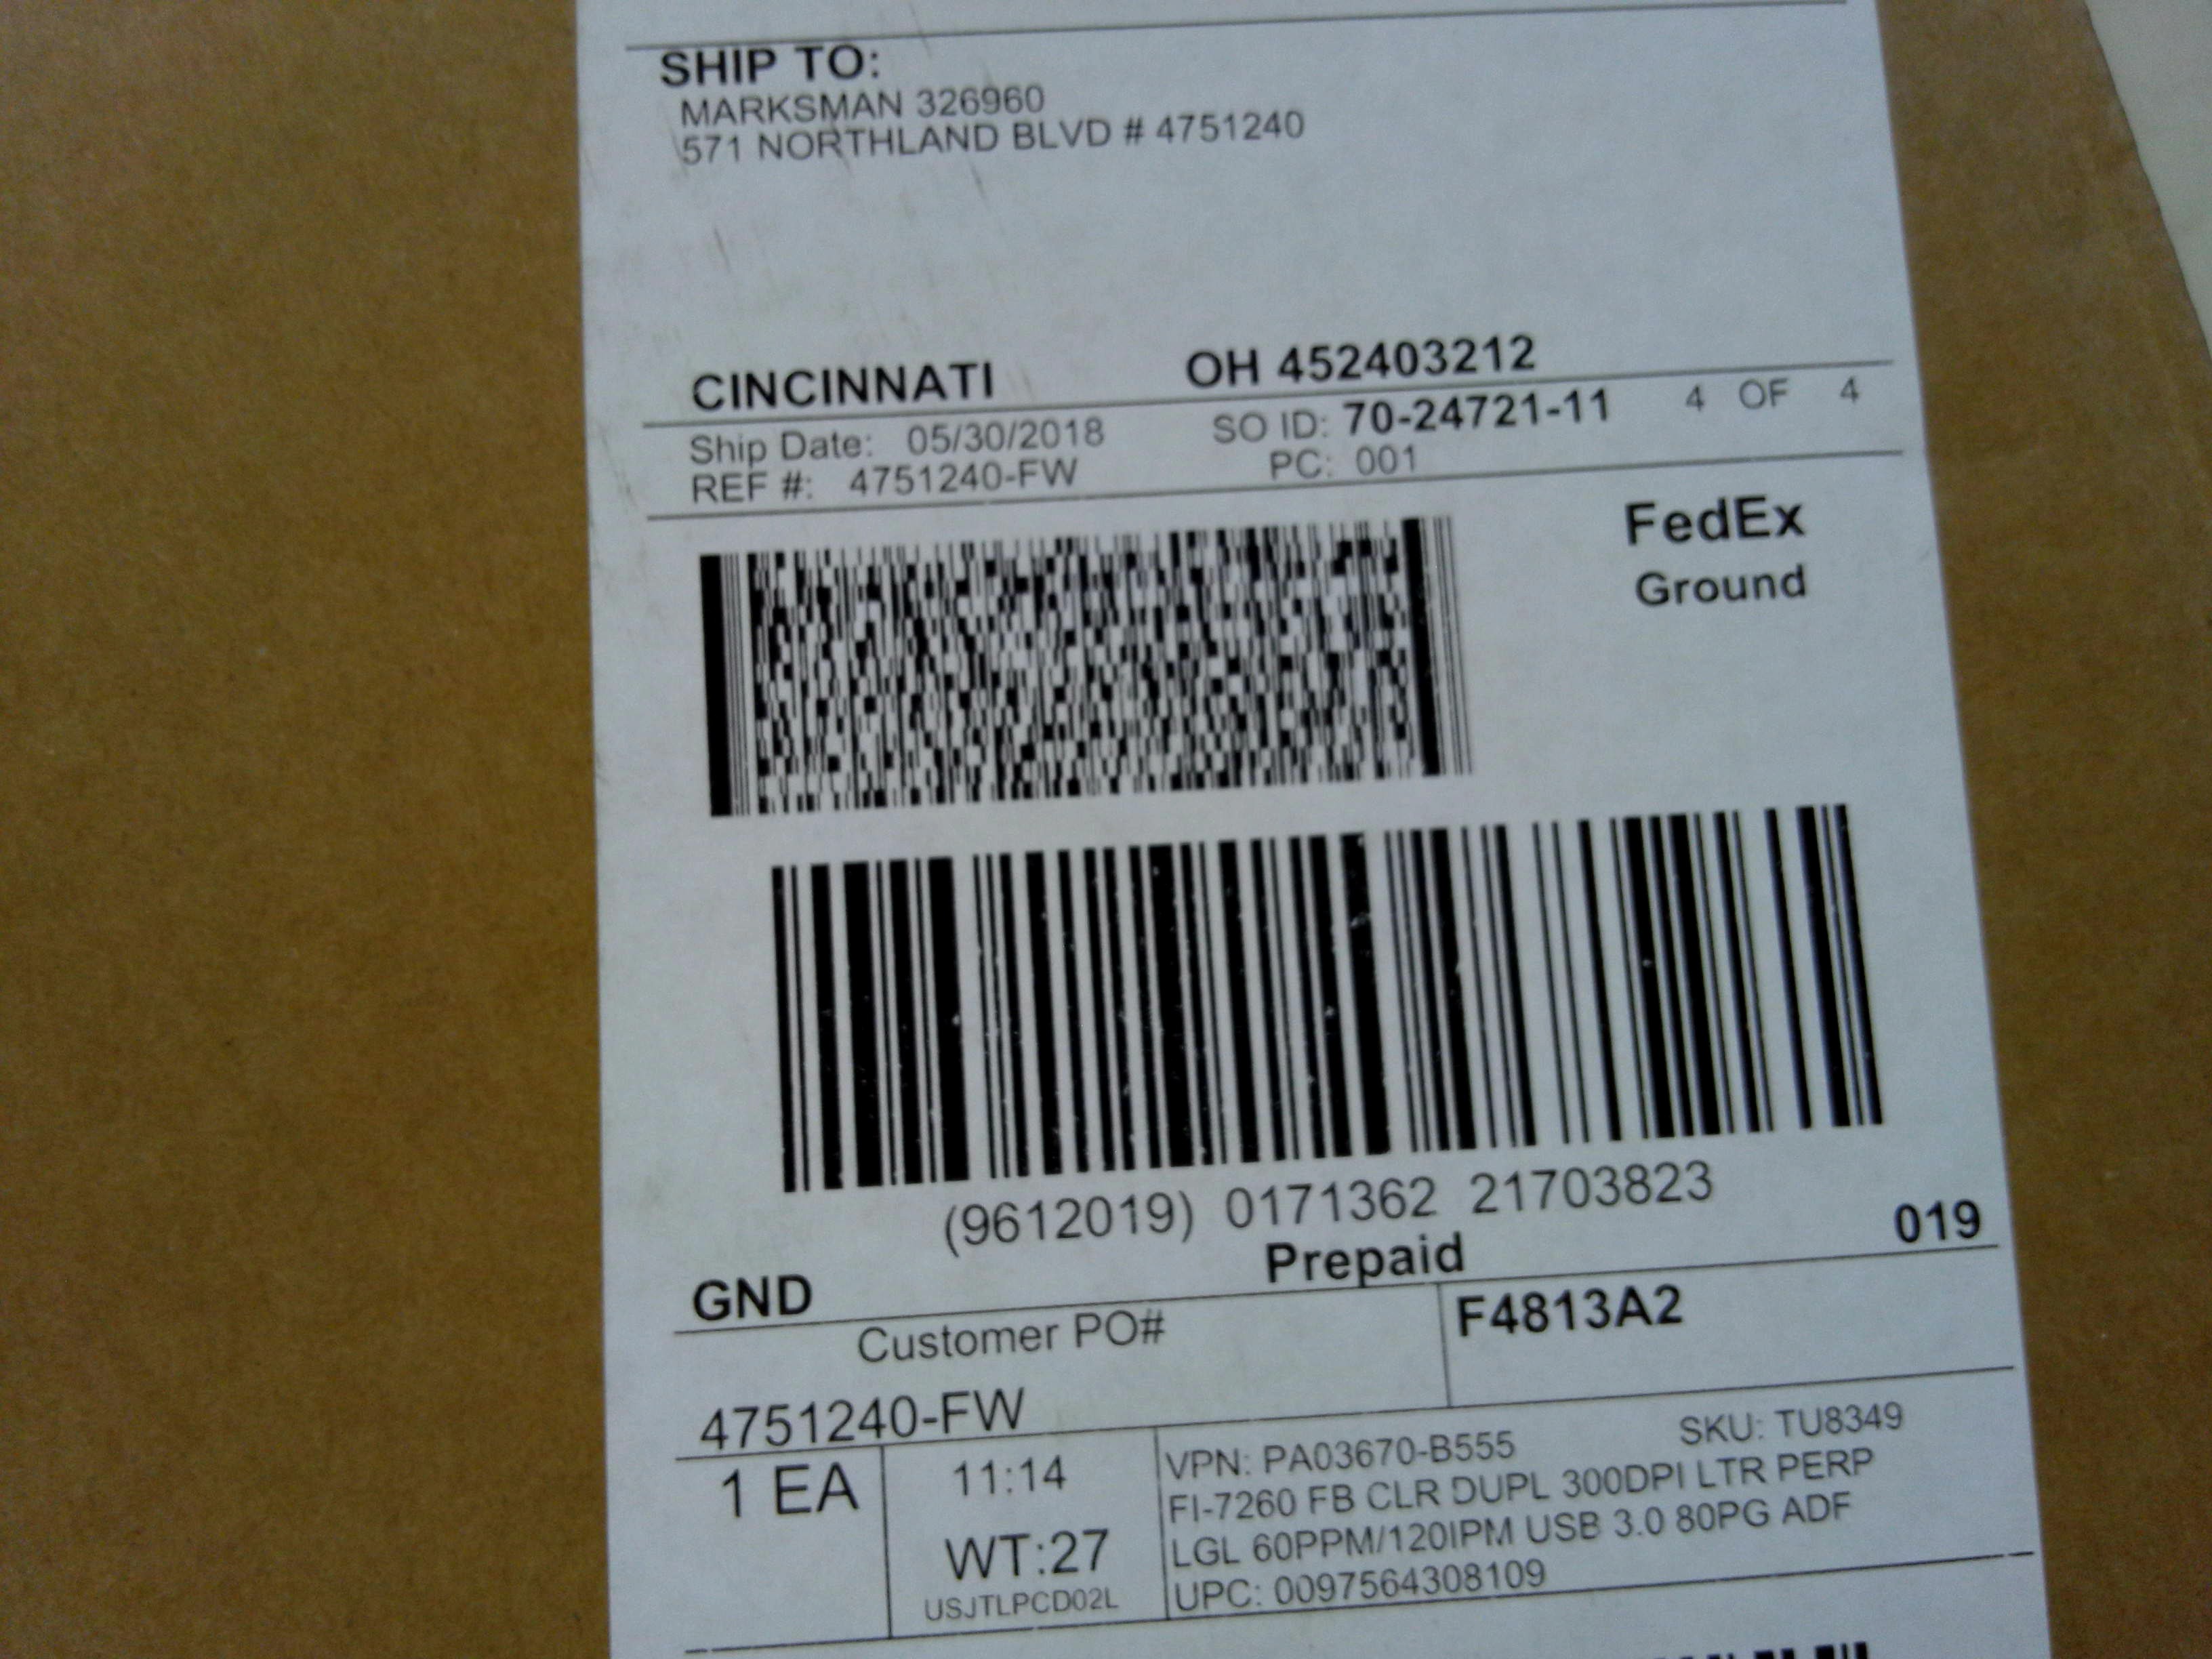 SHIP TO:
MARKSMAN 326960
571 NORTHLAND BLVD # 4751240
CINCINNATI OH 452403212
Ship Date: 05/30/2018 SO ID: 70-24721-11 4 OF 4
REF #: 4751240-FW PC: 001
FedEx
Ground
(9612019) 0171362 21703823
Prepaid 019
GND
Customer PO# F4813A2
4751240-FW
1 EA
11:14
WT:27
USJTLPCD02L
VPN: PA03670-B555 SKU: TU8349
FI-7260 FB CLR DUPL 300DPI LTR PERP
LGL 60PPM/120IPM USB 3.0 80PG ADF
UPC: 0097564308109